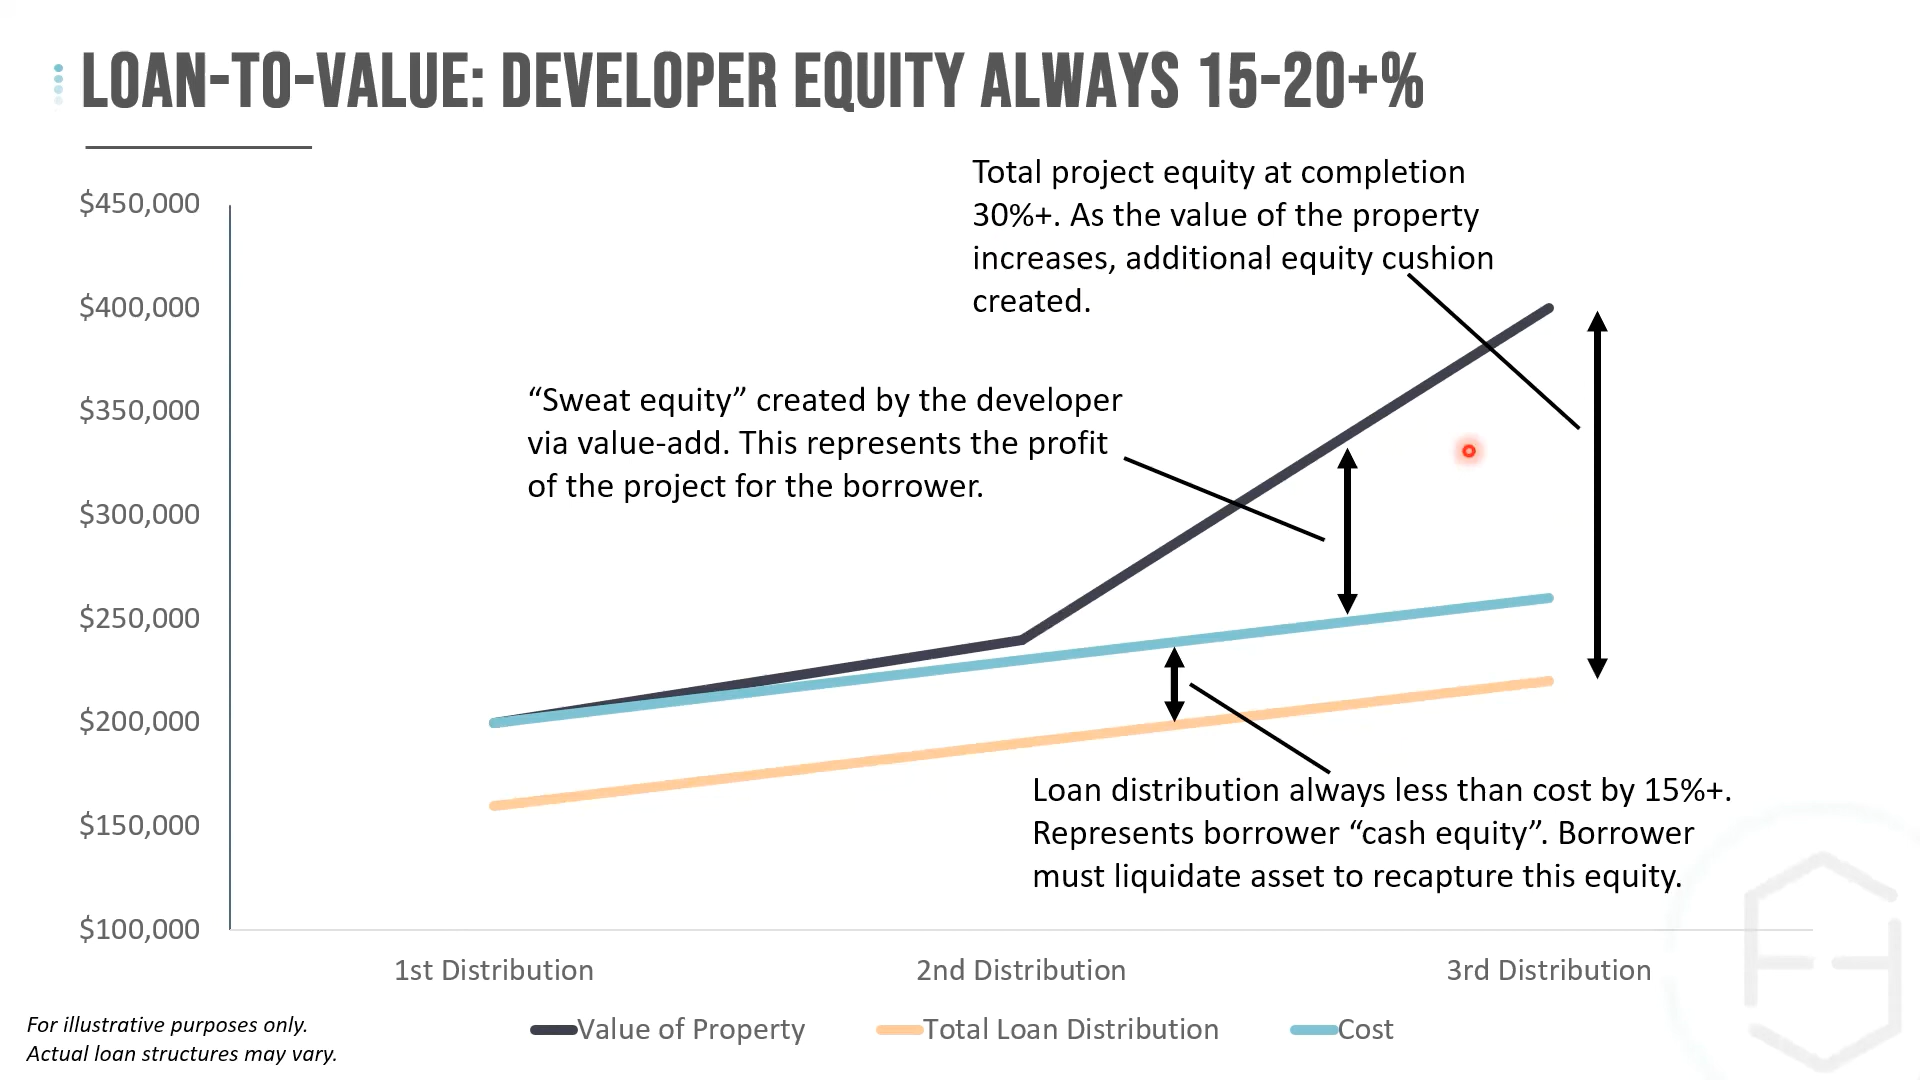 LOAN-TO-VALUE: DEVELOPER EQUITY ALWAYS 15-20+%
Total project equity at completion
30%+. As the value of the property
increases, additional equity cushion
created.
“Sweat equity” created by the developer
via value-add. This represents the profit
of the project for the borrower.
Loan distribution always less than cost by 15%+.
Represents borrower “cash equity”. Borrower
must liquidate asset to recapture this equity.
$450,000
$400,000
$350,000
$300,000
$250,000
$200,000
$150,000
$100,000
1st Distribution
2nd Distribution
3rd Distribution
Value of Property
Total Loan Distribution
Cost
For illustrative purposes only.
Actual loan structures may vary.